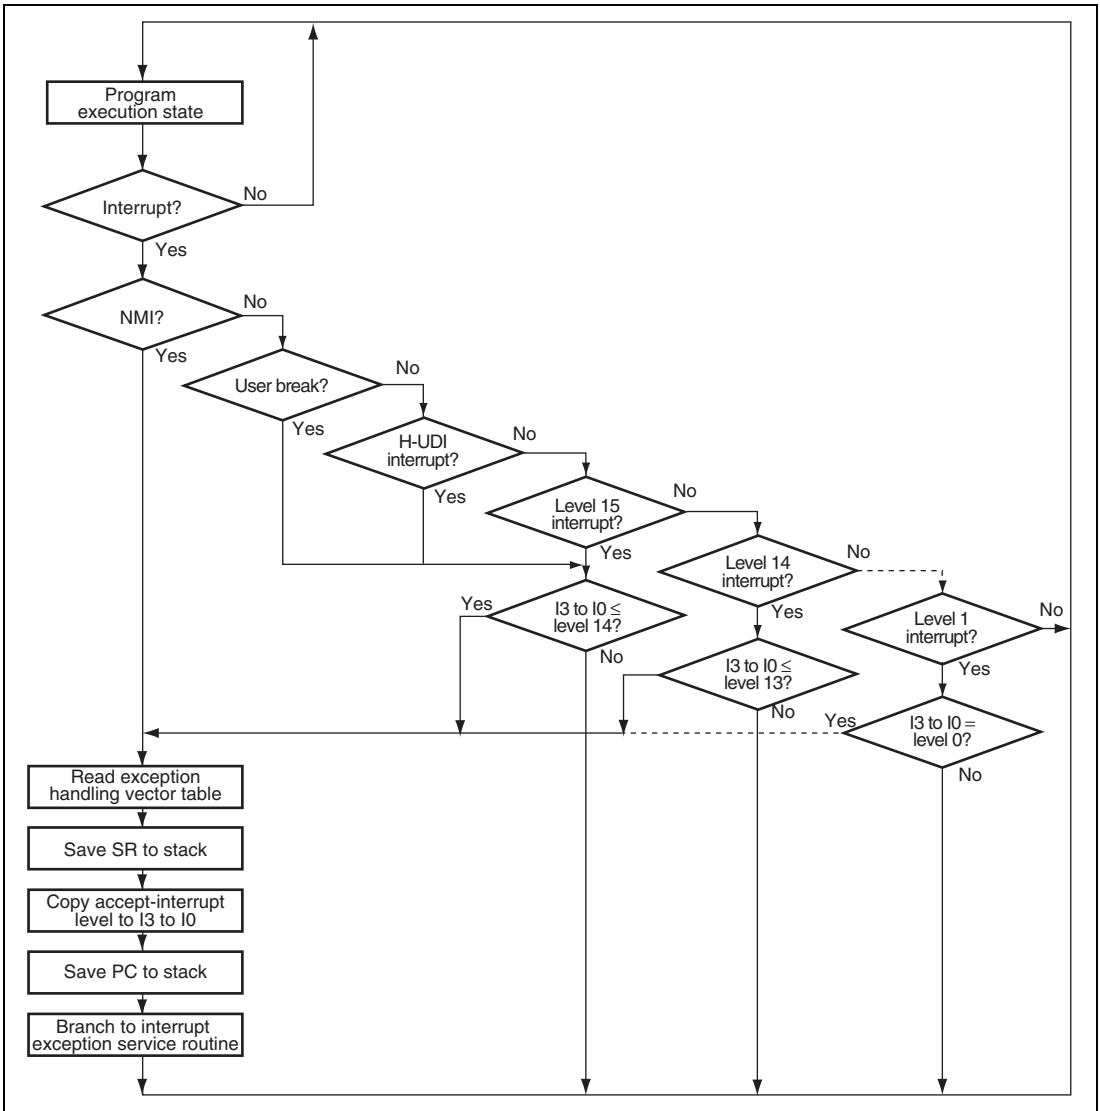 Program
execution state
Interrupt?
No
Yes
NMI?
No
Yes
User break?
No
Yes
H-UDI
interrupt?
No
Yes
Level 15
interrupt?
No
Yes
Level 14
interrupt?
No
Yes
Level 1
interrupt?
No
Yes
I3 to I0 ≦
level 14?
Yes
No
I3 to I0 ≦
level 13?
No
I3 to I0 =
level 0?
Yes
No
Read exception
handling vector table
Save SR to stack
Copy accept-interrupt
level to I3 to I0
Save PC to stack
Branch to interrupt
exception service routine